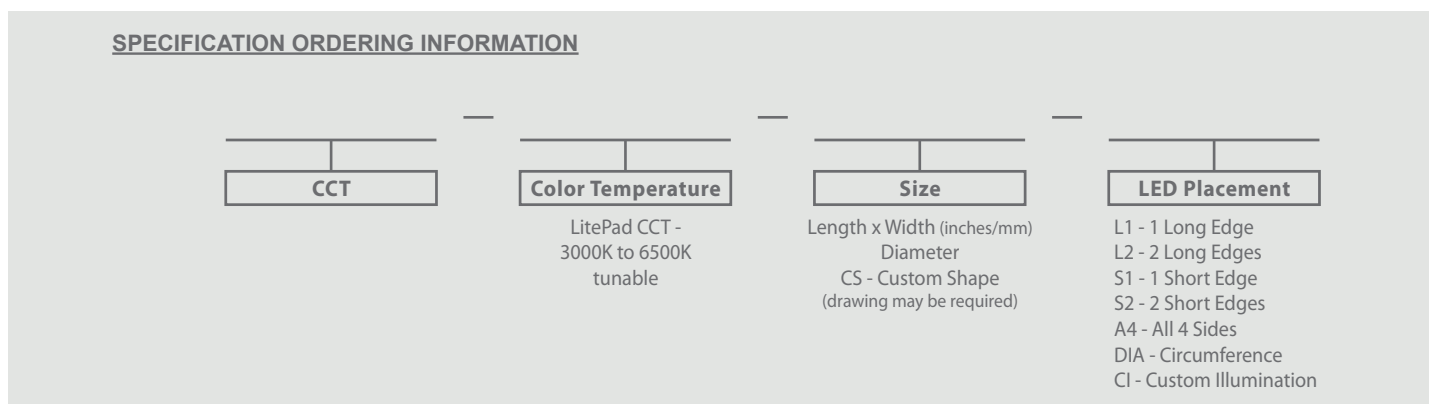 SPECIFICATION ORDERING INFORMATION
CCT
Color Temperature
LitePad CCT -
3000K to 6500K
tunable
Size
Length x Width (inches/mm)
Diameter
CS - Custom Shape
(drawing may be required)
LED Placement
L1 - 1 Long Edge
L2 - 2 Long Edges
S1 - 1 Short Edge
S2 - 2 Short Edges
A4 - All 4 Sides
DIA - Circumference
CI - Custom Illumination